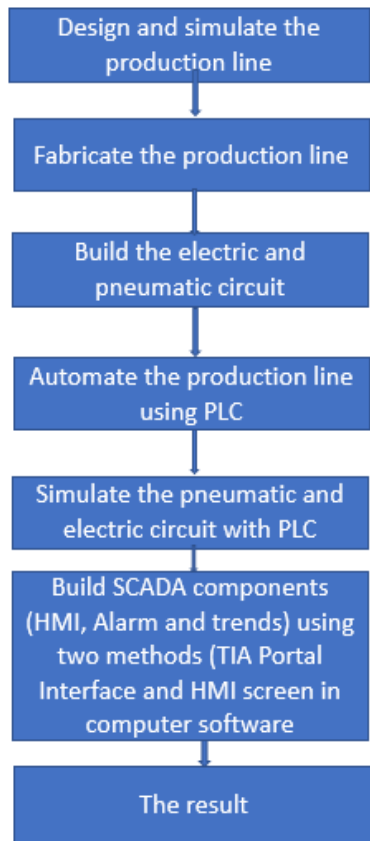 Design and simulate the
production line
Fabricate the production line
Build the electric and
pneumatic circuit
Automate the production line
using PLC
Simulate the pneumatic and
electric circuit with PLC
Build SCADA components
(HMI, Alarm and trends) using
two methods (TIA Portal
Interface and HMI screen in
computer software
The result